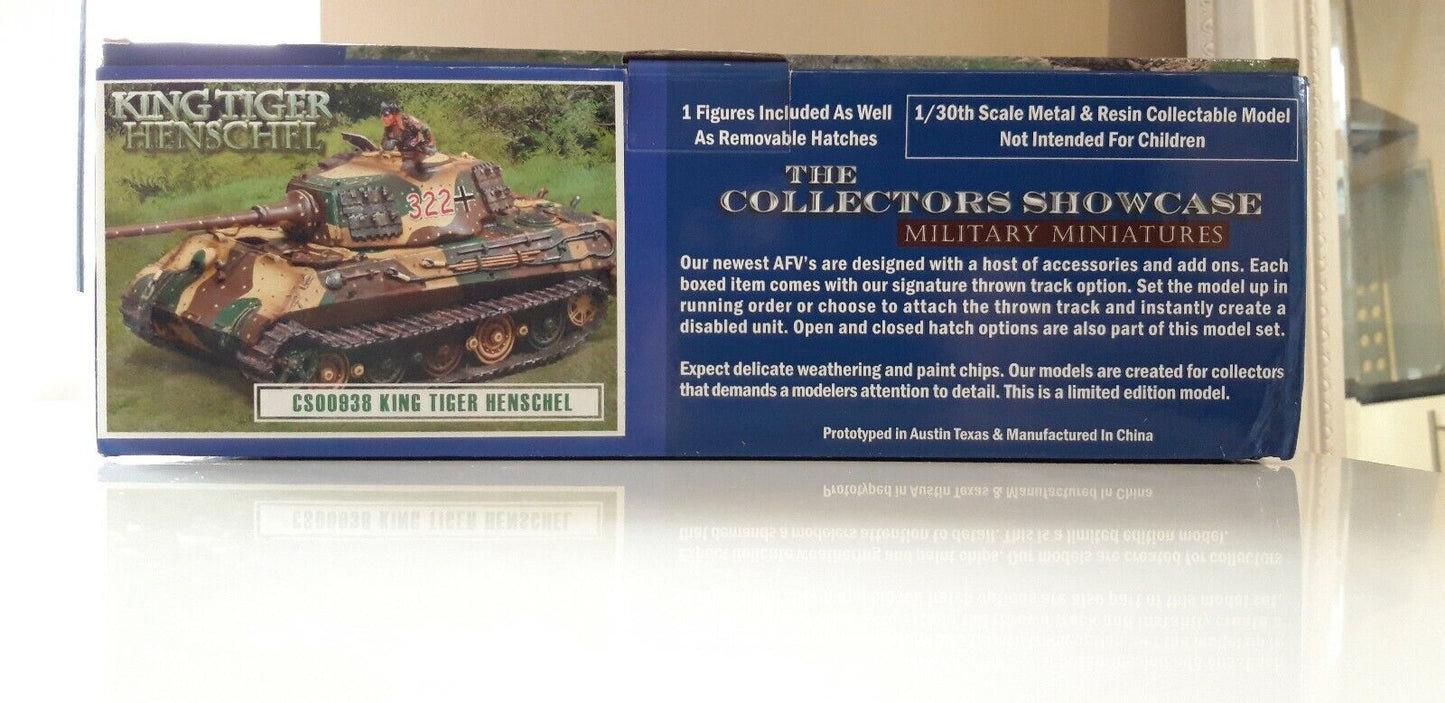 KING TIGER
HENSCHEL
322
CS00938 KING TIGER HENSCHEL
1 Figures Included As Well
As Removable Hatches
1/30th Scale Metal & Resin Collectable Model
Not Intended For Children
THE
COLLECTORS SHOWCASE
MILITARY MINIATURES
Our newest AFV's are designed with a host of accessories and add ons. Each
boxed item comes with our signature thrown track option. Set the model up in
running order or choose to attach the thrown track and instantly create a
disabled unit. Open and closed hatch options are also part of this model set.
Expect delicate weathering and paint chips. Our models are created for collectors
that demands a modelers attention to detail. This is a limited edition model.
Prototyped in Austin Texas & Manufactured In China